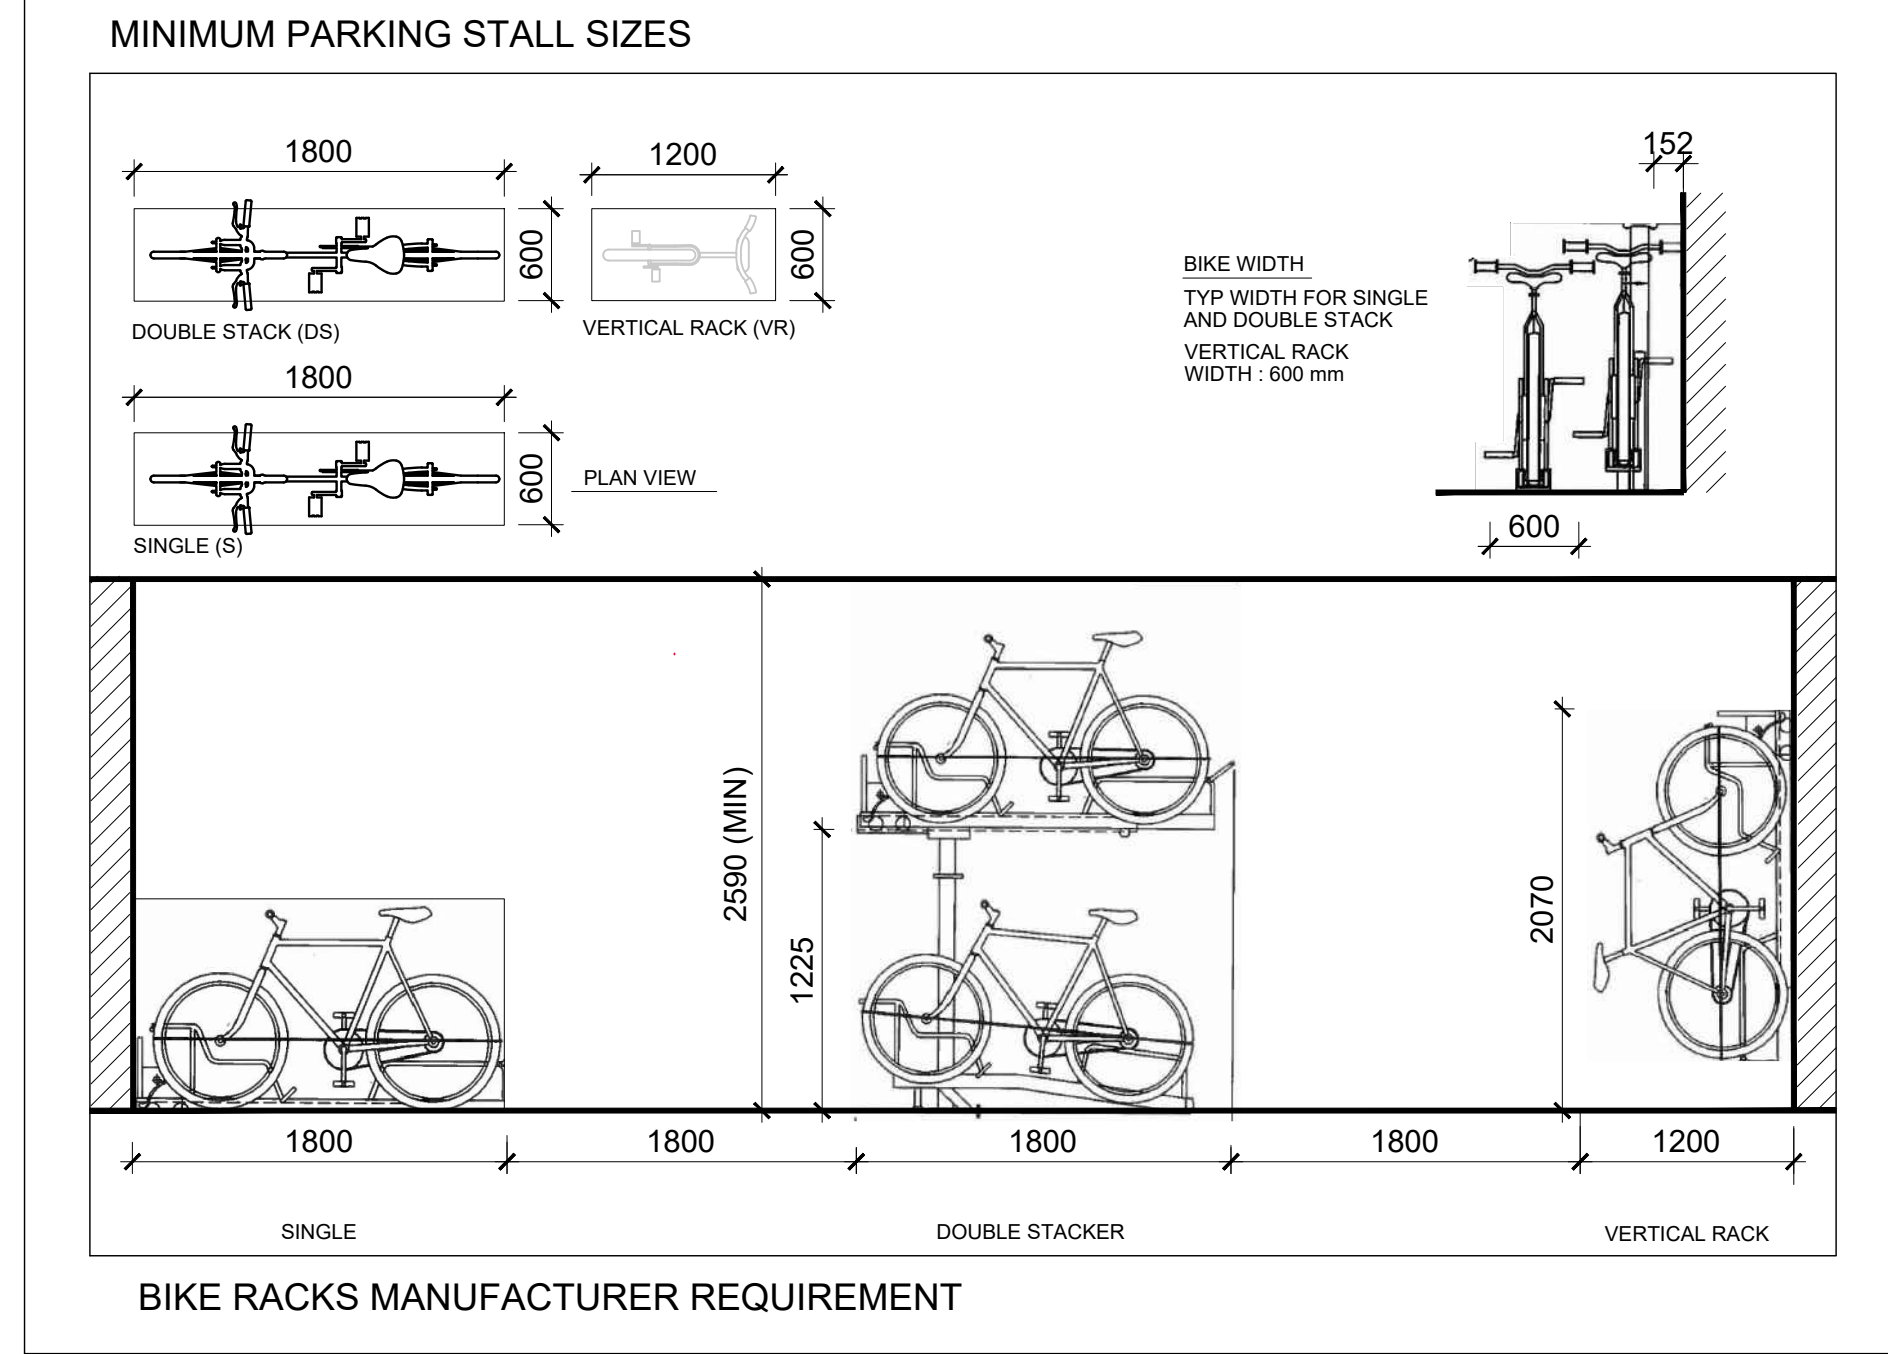 MINIMUM PARKING STALL SIZES
1800
1200
152
600
600
DOUBLE STACK (DS)
VERTICAL RACK (VR)
BIKE WIDTH
TYP WIDTH FOR SINGLE
AND DOUBLE STACK
VERTICAL RACK
WIDTH : 600 mm
1800
600
PLAN VIEW
SINGLE (S)
600
2590 (MIN)
1225
2070
1800
1800
1800
1800
1200
SINGLE
DOUBLE STACKER
VERTICAL RACK
BIKE RACKS MANUFACTURER REQUIREMENT